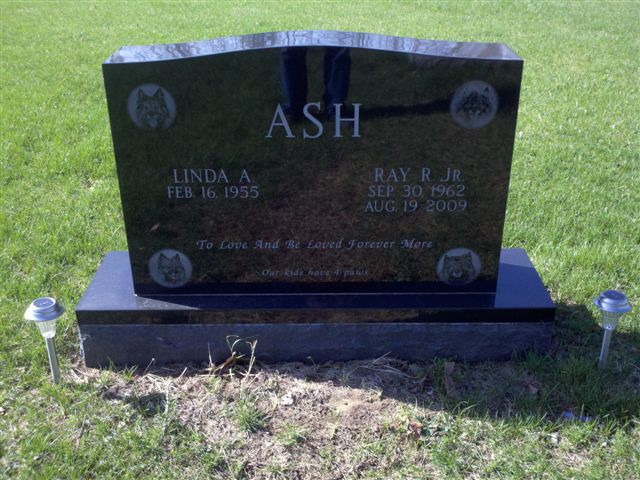 ASH
LINDA A.
FEB. 16, 1955
RAY R. JR.
SEP. 30, 1962
AUG. 19, 2009
To Love And Be Loved Forever More
Our kids have 4 paws